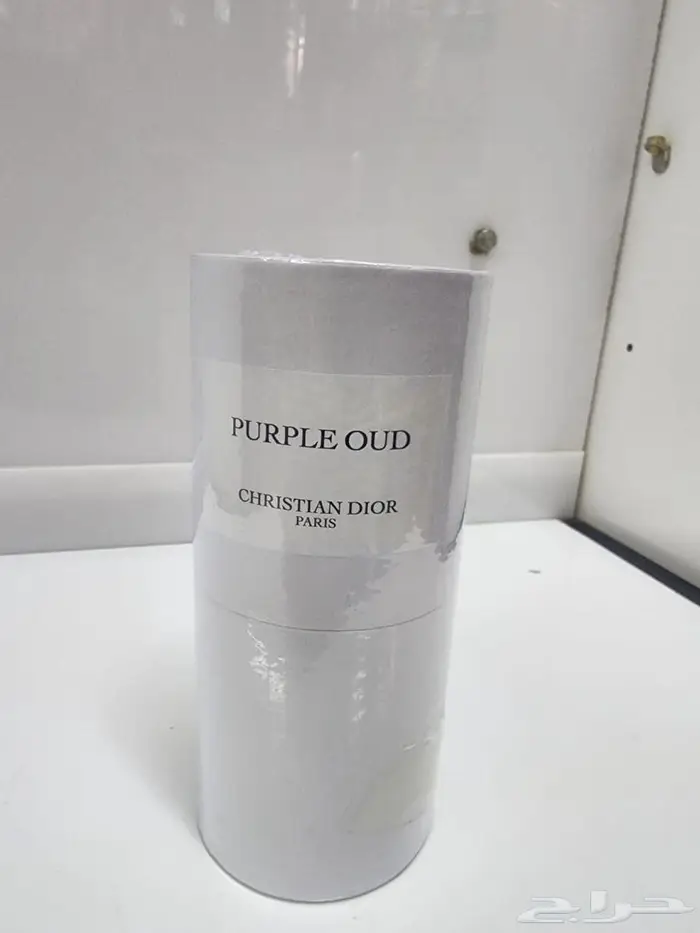 PURPLE OUD
CHRISTIAN DIOR
PARIS
حراج